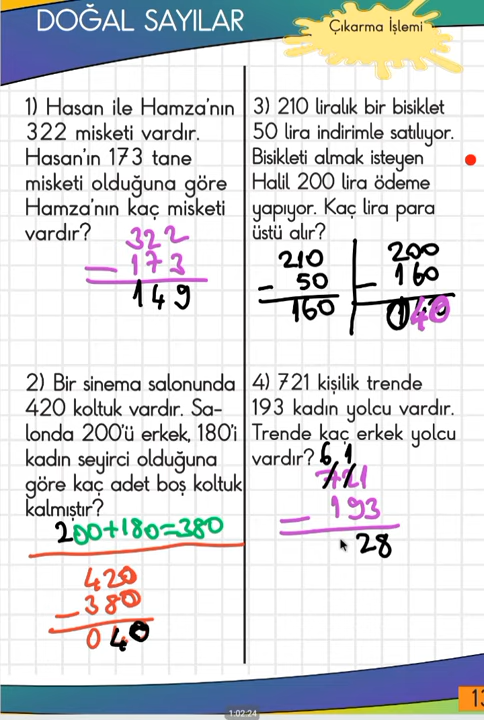 DOĞAL SAYILAR
Çıkarma İşlemi
1) Hasan ile Hamza'nın
322 misketi vardır.
Hasan'ın 173 tane
misketi olduğuna göre
Hamza'nın kaç misketi
vardır?
322
- 173
149
2) Bir sinema salonunda
420 koltuk vardır. Sa-
londa 200'ü erkek, 180'i
kadın seyirci olduğuna
göre kaç adet boş koltuk
kalmıştır?
200+180=380
420
- 380
040
3) 210 liralık bir bisiklet
50 lira indirimle satılıyor.
Bisikleti almak isteyen
Halil 200 lira ödeme
yapıyor. Kaç lira para
üstü alır?
210
- 50
160
200
- 160
040
4) 721 kişilik trende
193 kadın yolcu vardır.
Trende kaç erkek yolcu
vardır?
6 1
721
- 193
28
13
1:02:24